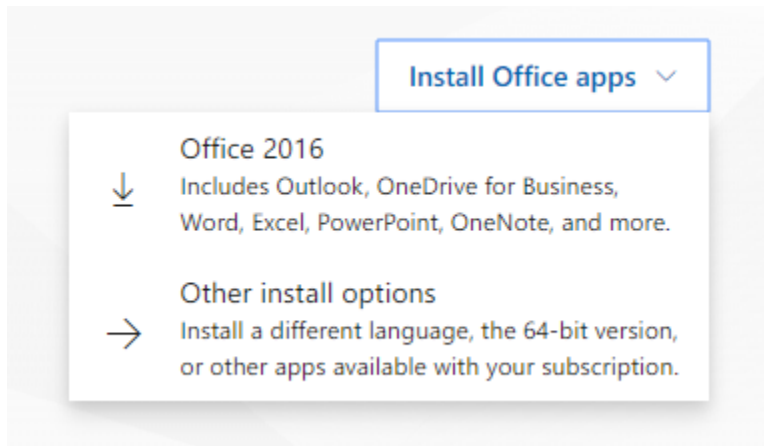 Install Office apps
Office 2016
Includes Outlook, OneDrive for Business,
Word, Excel, PowerPoint, OneNote, and more.
Other install options
Install a different language, the 64-bit version,
or other apps available with your subscription.